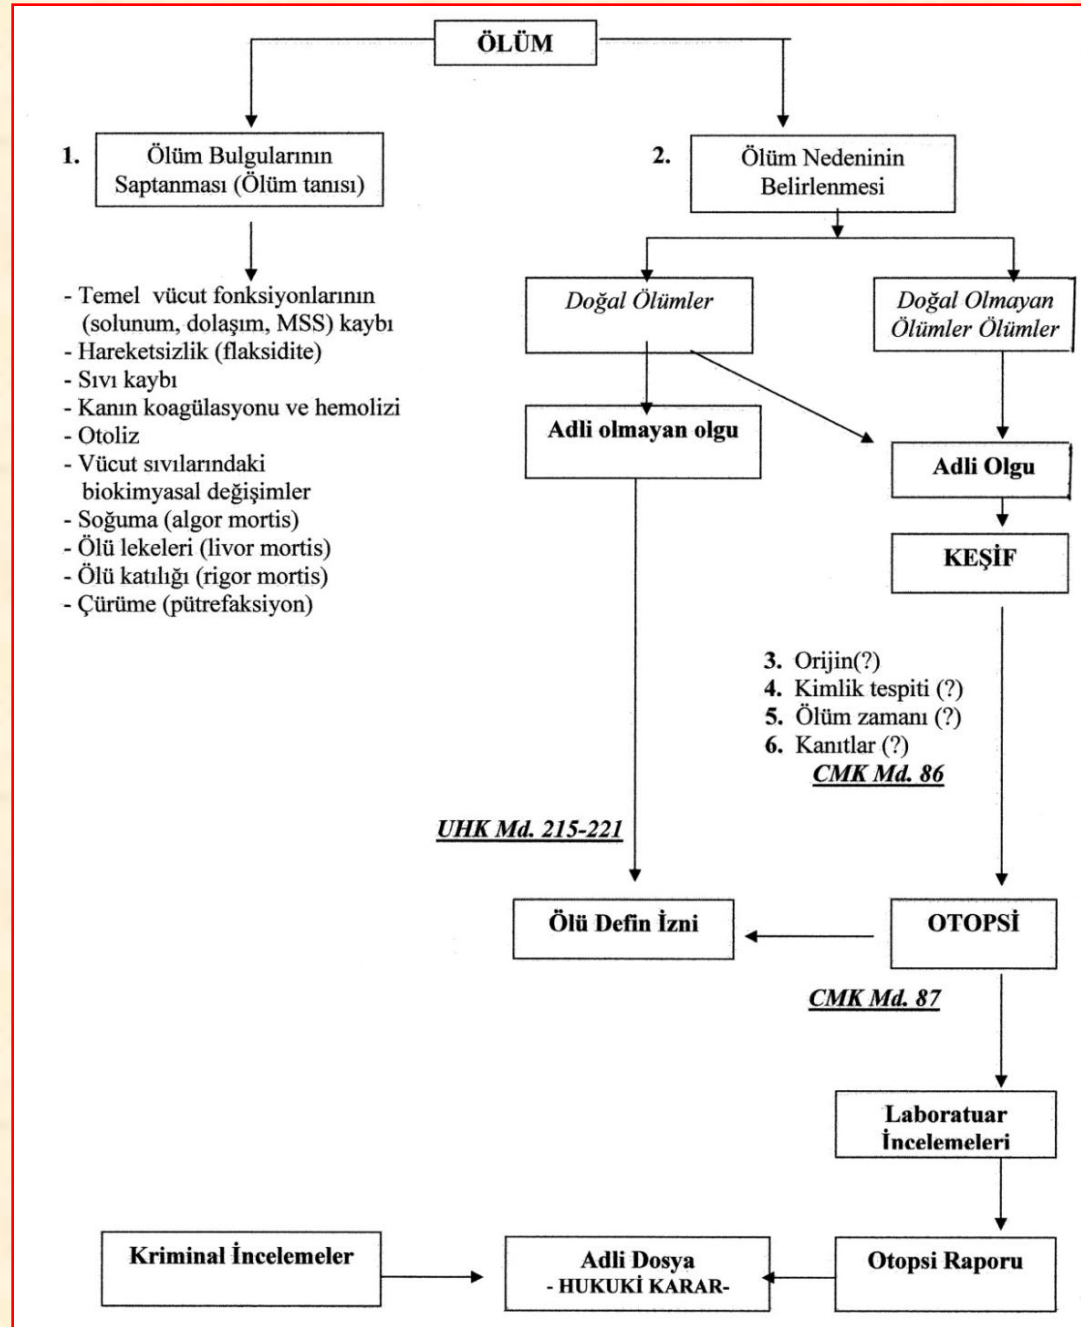 ÖLÜM
1. Ölüm Bulgularının
Saptanması (Ölüm tanısı)
- Temel vücut fonksiyonlarının
(solunum, dolaşım, MSS) kaybı
- Hareketsizlik (flaksidite)
- Sıvı kaybı
- Kanın koagülasyonu ve hemolizi
- Otoliz
- Vücut sıvılarındaki
biokimyasal değişimler
- Soğuma (algor mortis)
- Ölü lekeleri (livor mortis)
- Ölü katılığı (rigor mortis)
- Çürüme (pütrefaksiyon)
2. Ölüm Nedeninin
Belirlenmesi
Doğal Ölümler
Doğal Olmayan
Ölümler Ölümler
Adli olmayan olgu
Adli Olgu
KEŞİF
3. Orijin(?)
4. Kimlik tespiti (?)
5. Ölüm zamanı (?)
6. Kanıtlar (?)
CMK Md. 86
UHK Md. 215-221
Ölü Defin İzni
OTOPSİ
CMK Md. 87
Laboratuar
İncelemeleri
Kriminal İncelemeler
Adli Dosya
- HUKUKİ KARAR-
Otopsi Raporu